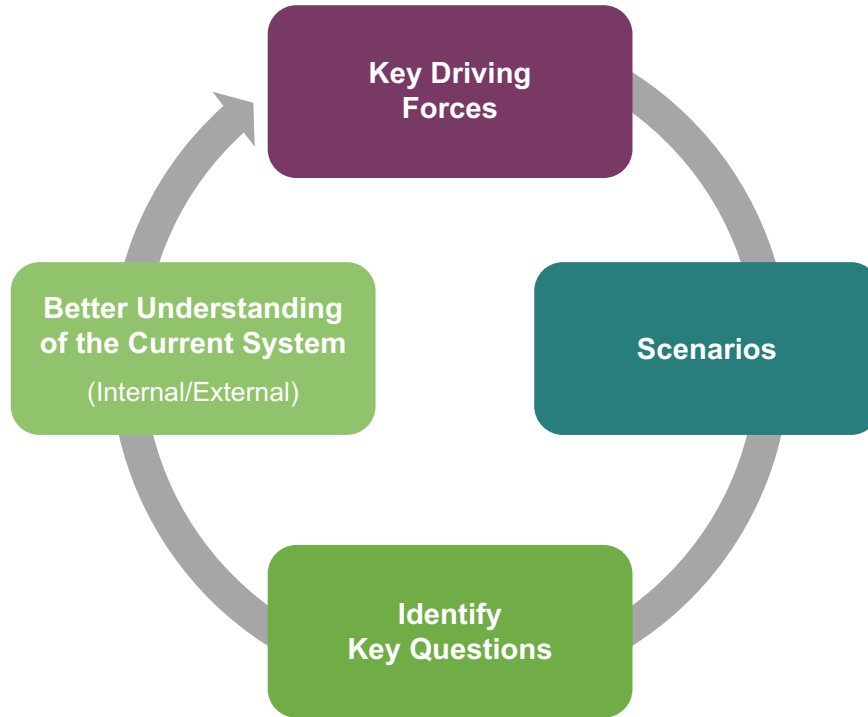 Key Driving
Forces
Scenarios
Identify
Key Questions
Better Understanding
of the Current System
(Internal/External)